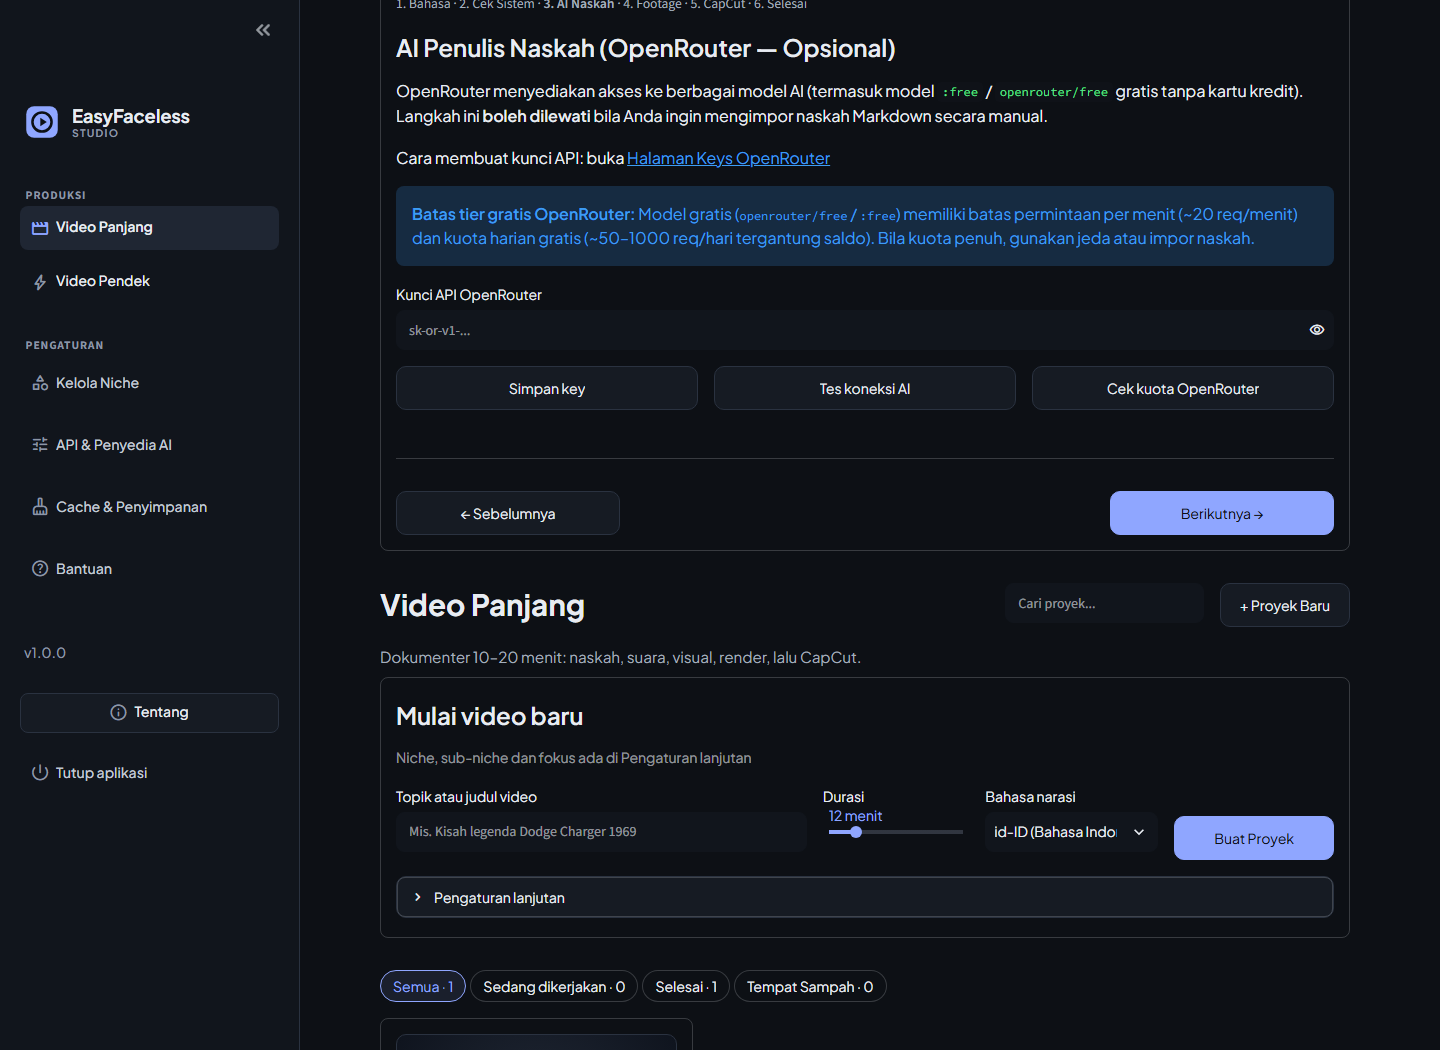 EasyFaceless
STUDIO
PRODUKSI
Video Panjang
Video Pendek
PENGATURAN
Kelola Niche
API & Penyedia AI
Cache & Penyimpanan
Bantuan
v1.0.0
Tentang
Tutup aplikasi
1. Bahasa · 2. Cek Sistem · 3. AI Naskah · 4. Footage · 5. CapCut · 6. Selesai
AI Penulis Naskah (OpenRouter — Opsional)
OpenRouter menyediakan akses ke berbagai model AI (termasuk model :free / openrouter/free gratis tanpa kartu kredit).
Langkah ini boleh dilewati bila Anda ingin mengimpor naskah Markdown secara manual.
Cara membuat kunci API: buka Halaman Keys OpenRouter
Batas tier gratis OpenRouter: Model gratis (openrouter/free / :free) memiliki batas permintaan per menit (~20 req/menit)
dan kuota harian gratis (~50–1000 req/hari tergantung saldo). Bila kuota penuh, gunakan jeda atau impor naskah.
Kunci API OpenRouter
sk-or-v1-...
Simpan key
Tes koneksi AI
Cek kuota OpenRouter
← Sebelumnya
Berikutnya →
Video Panjang
Cari proyek...
+ Proyek Baru
Dokumenter 10–20 menit: naskah, suara, visual, render, lalu CapCut.
Mulai video baru
Niche, sub-niche dan fokus ada di Pengaturan lanjutan
Topik atau judul video
Durasi
Bahasa narasi
Mis. Kisah legenda Dodge Charger 1969
12 menit
id-ID (Bahasa Indo
Buat Proyek
Pengaturan lanjutan
Semua · 1
Sedang dikerjakan · 0
Selesai · 1
Tempat Sampah · 0